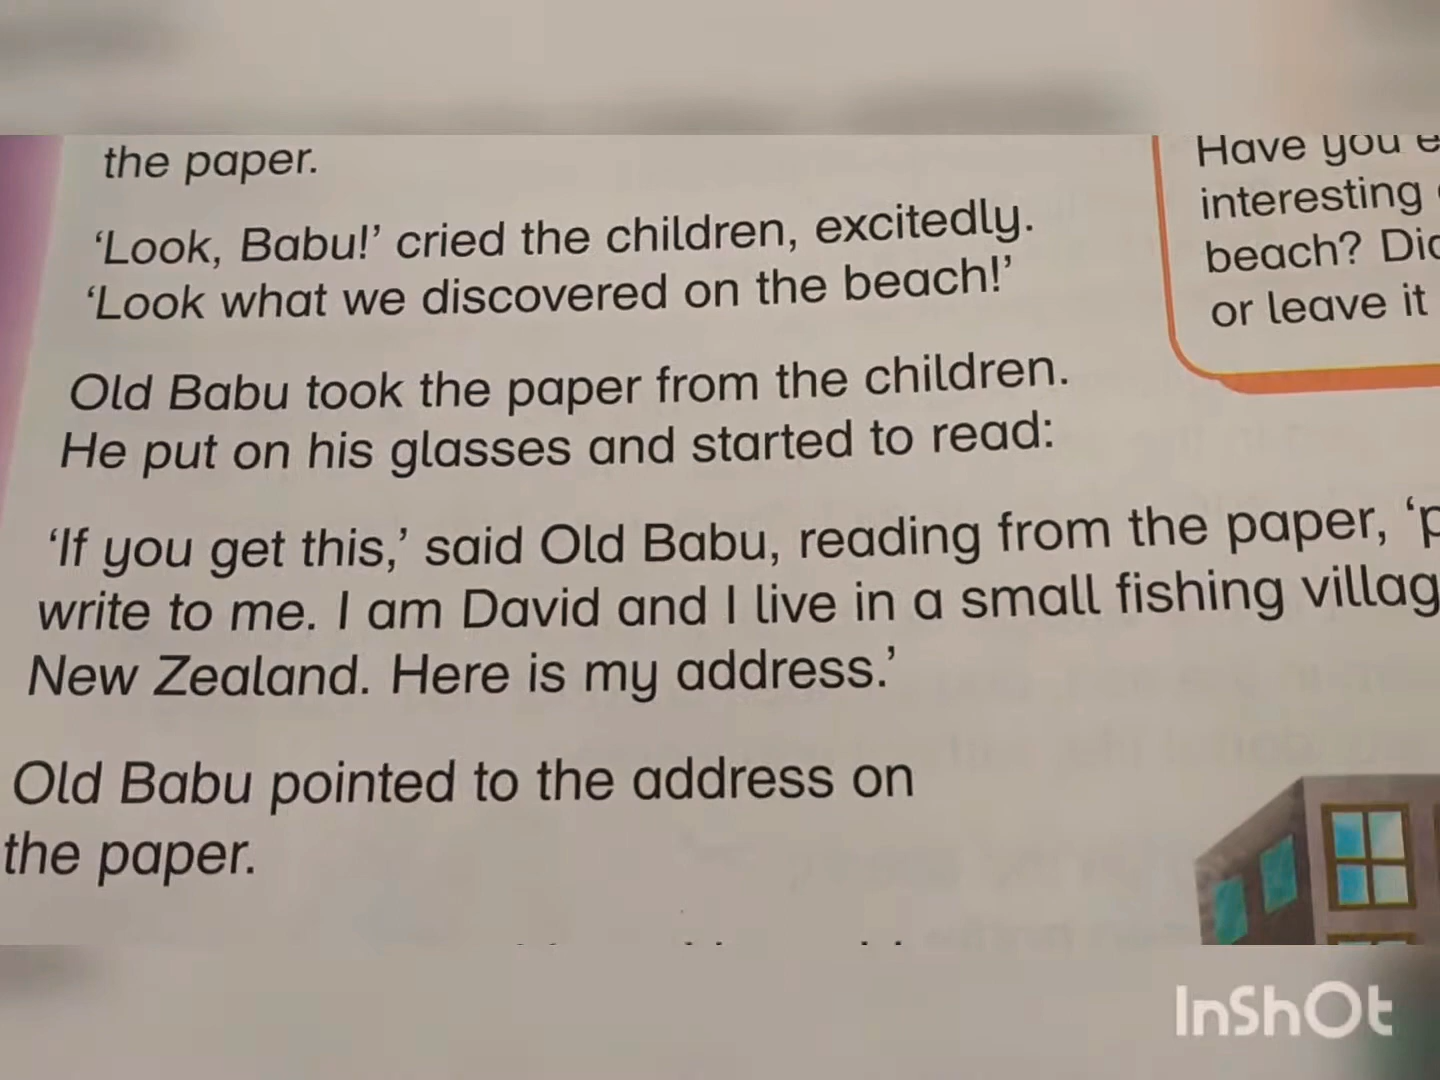 the paper.
‘Look, Babu!’ cried the children, excitedly.
‘Look what we discovered on the beach!’
Old Babu took the paper from the children.
He put on his glasses and started to read:
‘If you get this,’ said Old Babu, reading from the paper,
write to me. I am David and I live in a small fishing
New Zealand. Here is my address.’
Old Babu pointed to the address on
the paper.
Have you
interesting
beach?
or leave it
InShOt